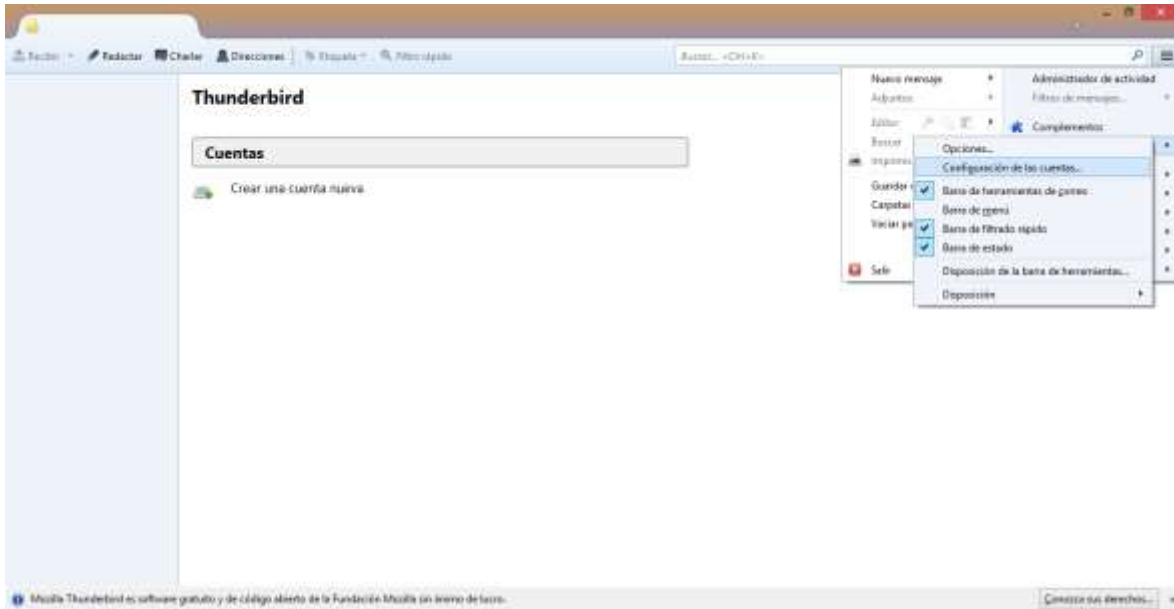 Recibir
Redactar
Chatear
Direcciones
Etiqueta
Filtro rápido
Buscar... <Ctrl+K>
Thunderbird
Cuentas
Crear una cuenta nueva
Nuevo mensaje
Adjuntos
Editar
Buscar
Guardar
Carpetas
Vaciar
Salir
Administrador de actividad
Filtros de mensajes...
Complementos
Opciones...
Configuración de las cuentas...
Barra de herramientas de correo
Barra de menú
Barra de filtrado rápido
Barra de estado
Disposición de la barra de herramientas...
Disposición
Mozilla Thunderbird es software gratuito y de código abierto de la Fundación Mozilla sin ánimo de lucro.
Conozca sus derechos...